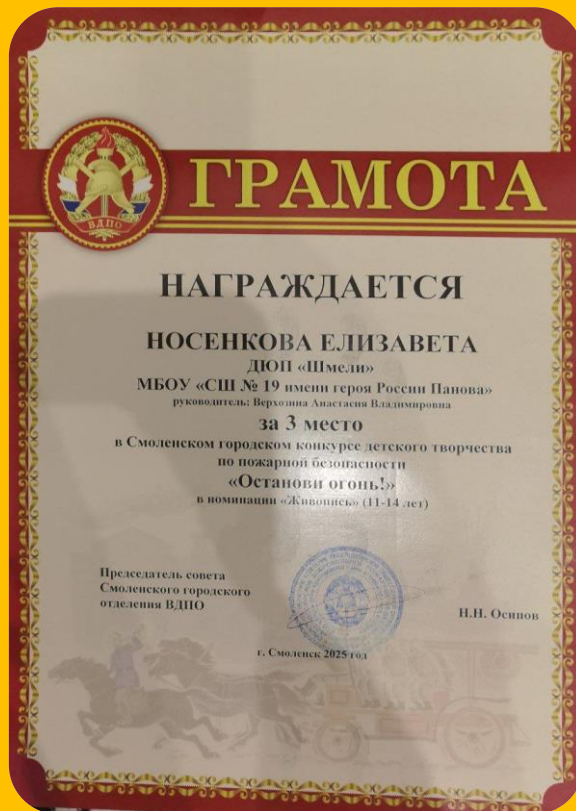 ГРАМОТА
ВДПО
НАГРАЖДАЕТСЯ
НОСЕНКОВА ЕЛИЗАВЕТА
ДЮП «Шмели»
МБОУ «СШ № 19 имени героя России Панова»
руководитель: Верхозина Анастасия Владимировна
за 3 место
в Смоленском городском конкурсе детского творчества
по пожарной безопасности
«Останови огонь!»
в номинации «Живопись» (11-14 лет)
Председатель совета
Смоленского городского
отделения ВДПО
Н.Н. Осипов
г. Смоленск 2025 год